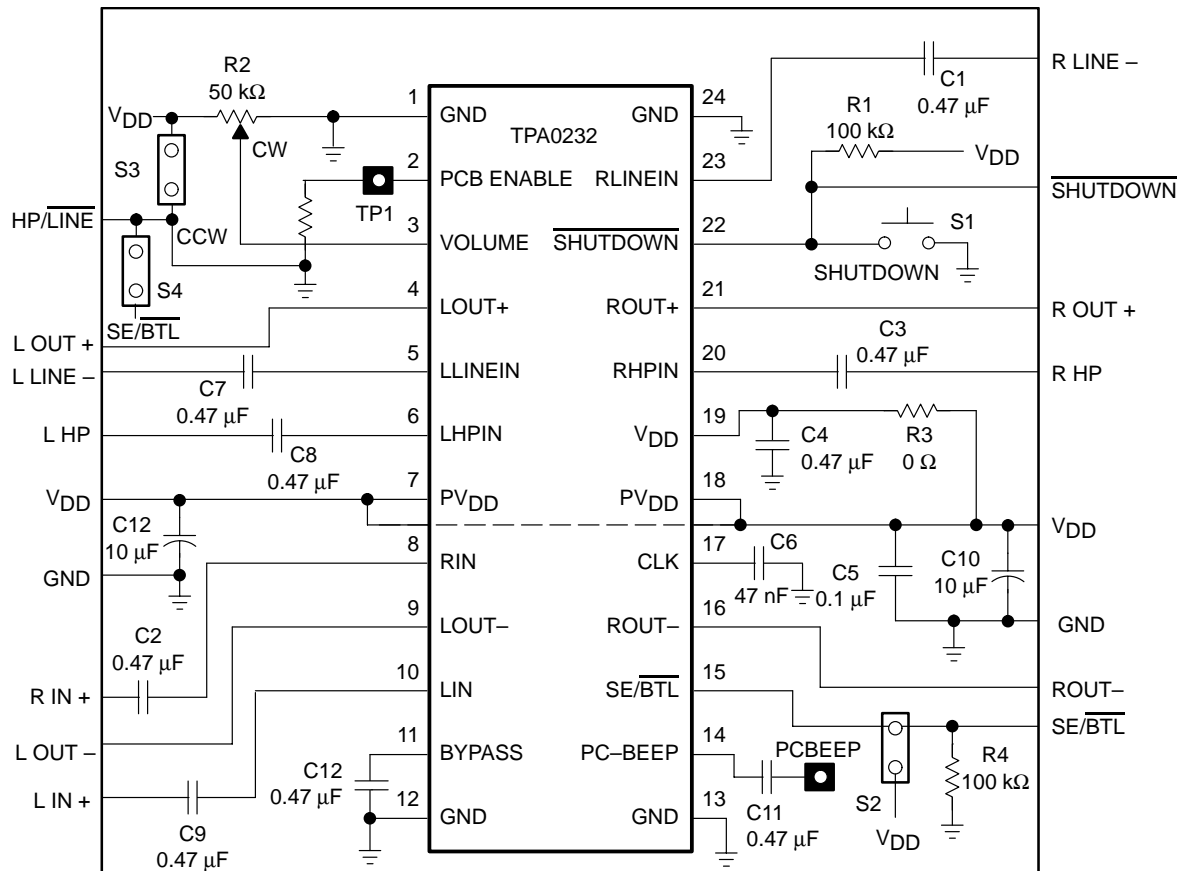 R2
50 kΩ
VDD
CW
S3
HP/LINE
CCW
S4
SE/BTL
TP1
L OUT +
L LINE –
C7
0.47 μF
L HP
C8
0.47 μF
VDD
C12
10 μF
GND
C2
0.47 μF
R IN +
L OUT –
L IN +
C9
0.47 μF
C12
0.47 μF
TPA0232
1 GND
2 PCB ENABLE
3 VOLUME
4 LOUT+
5 LLINEIN
6 LHPIN
7 PVDD
8 RIN
9 LOUT–
10 LIN
11 BYPASS
12 GND
GND 24
RLINEIN 23
SHUTDOWN 22
ROUT+ 21
RHPIN 20
VDD 19
PVDD 18
CLK 17
ROUT– 16
SE/BTL 15
PC–BEEP 14
GND 13
C1
0.47 μF
R LINE –
R1
100 kΩ
VDD
SHUTDOWN
S1
SHUTDOWN
R OUT +
C3
0.47 μF
R HP
C4
0.47 μF
R3
0 Ω
VDD
C6
47 nF
C5
0.1 μF
C10
10 μF
GND
ROUT–
SE/BTL
PCBEEP
C11
0.47 μF
S2
VDD
R4
100 kΩ